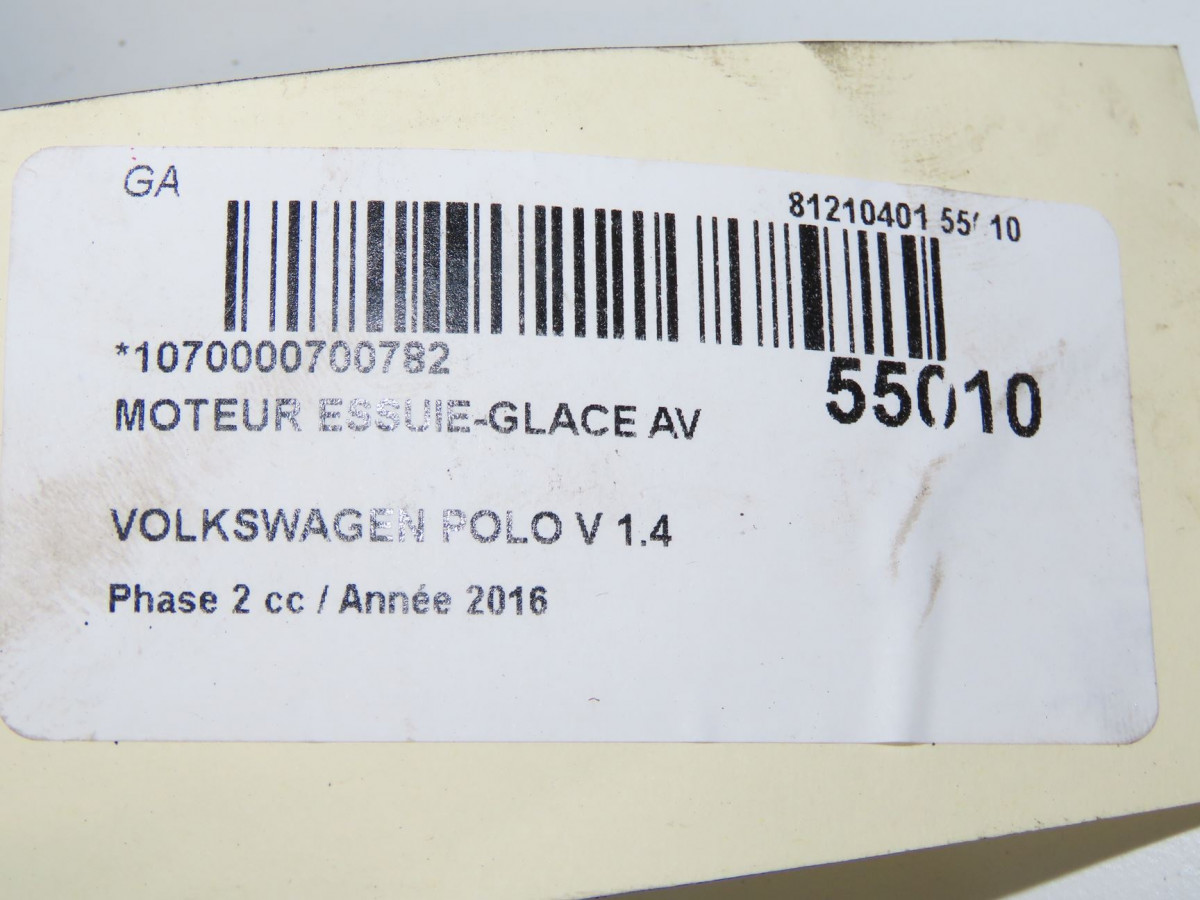 GA
81210401 55010
*1070000700782
55010
MOTEUR ESSUIE-GLACE AV
VOLKSWAGEN POLO V 1.4
Phase 2 cc / Année 2016